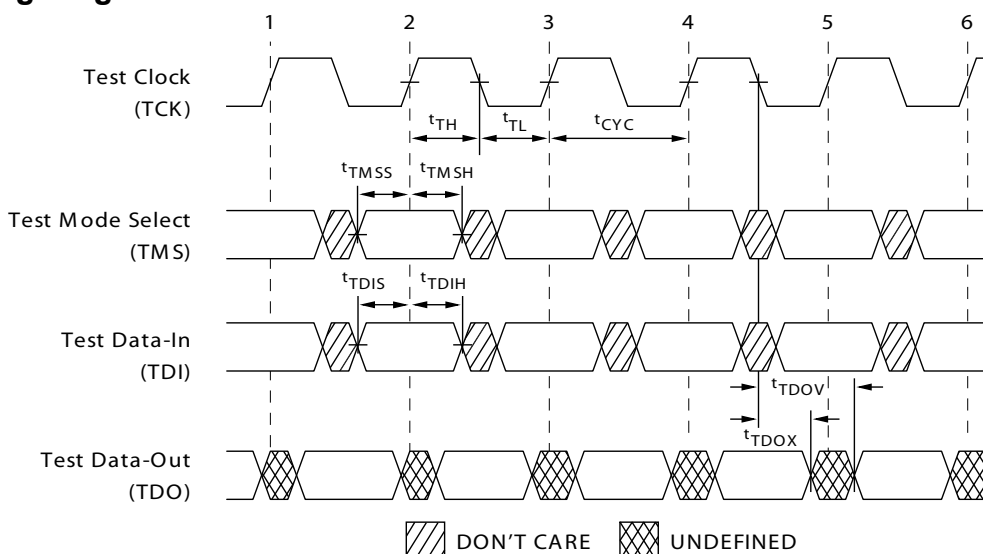 1 2 3 4 5 6
Test Clock
(TCK)
tTH tTL tCYC
tTMSS tTMSH
Test Mode Select
(TMS)
tTDIS tTDIH
Test Data-In
(TDI)
tTDOV
tTDOX
Test Data-Out
(TDO)
DON'T CARE UNDEFINED